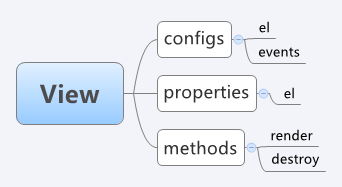 View
configs
el
events
properties
el
methods
render
destroy